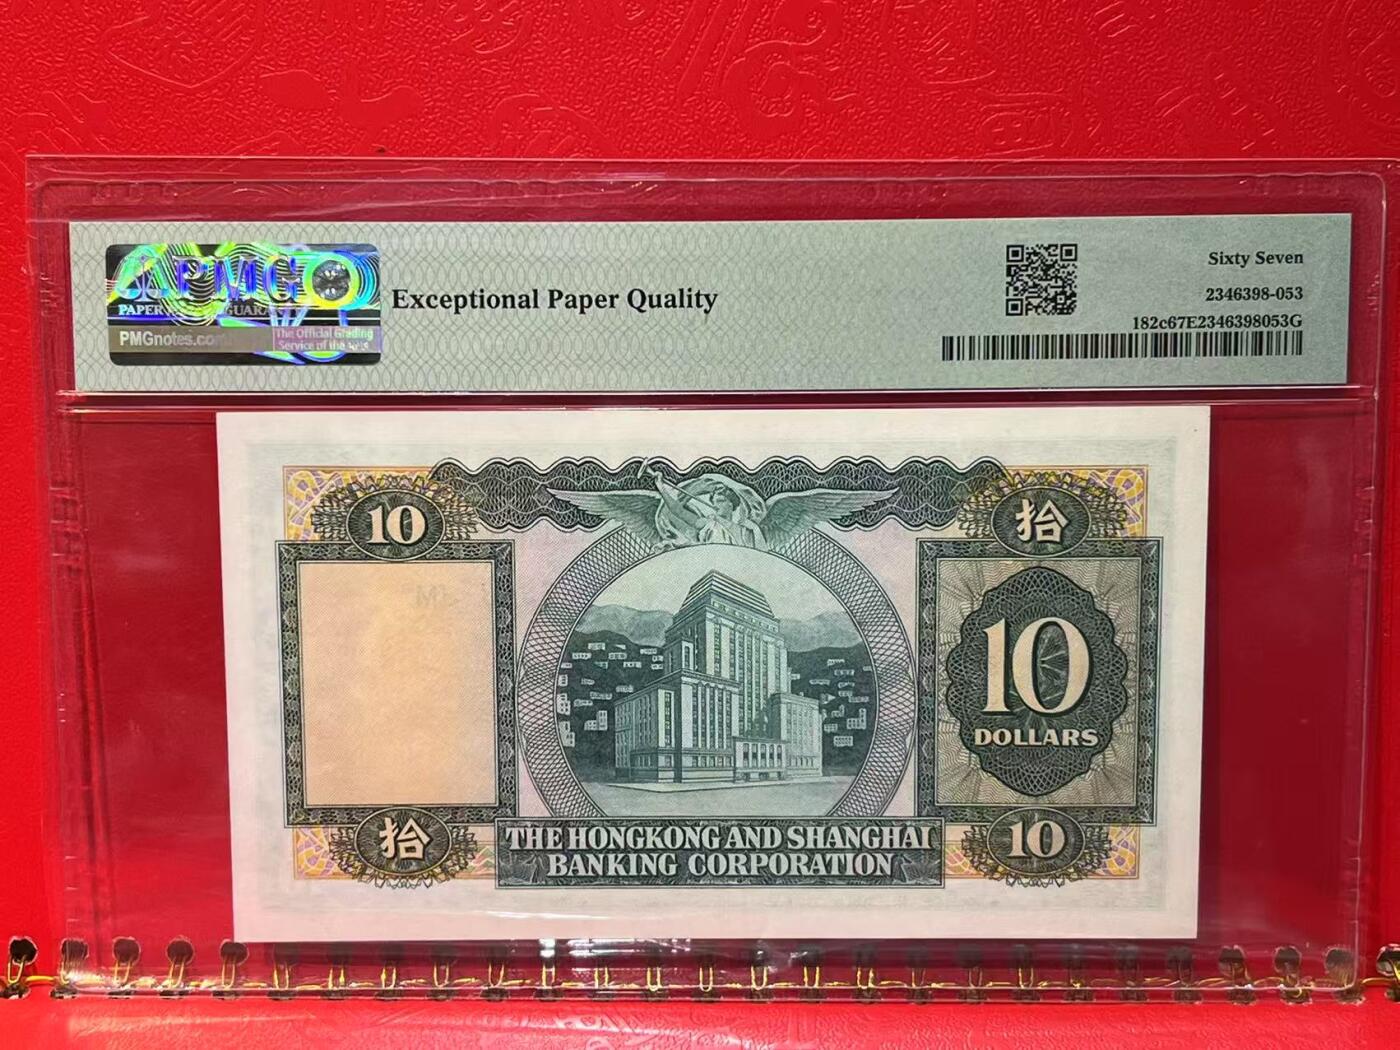 PMG
PMGnotes.com
The Official Grading
Service of the
Exceptional Paper Quality
Sixty Seven
2346398-053
182c67E2346398053G
10
拾
10
DOLLARS
拾
THE HONGKONG AND SHANGHAI
BANKING CORPORATION
10